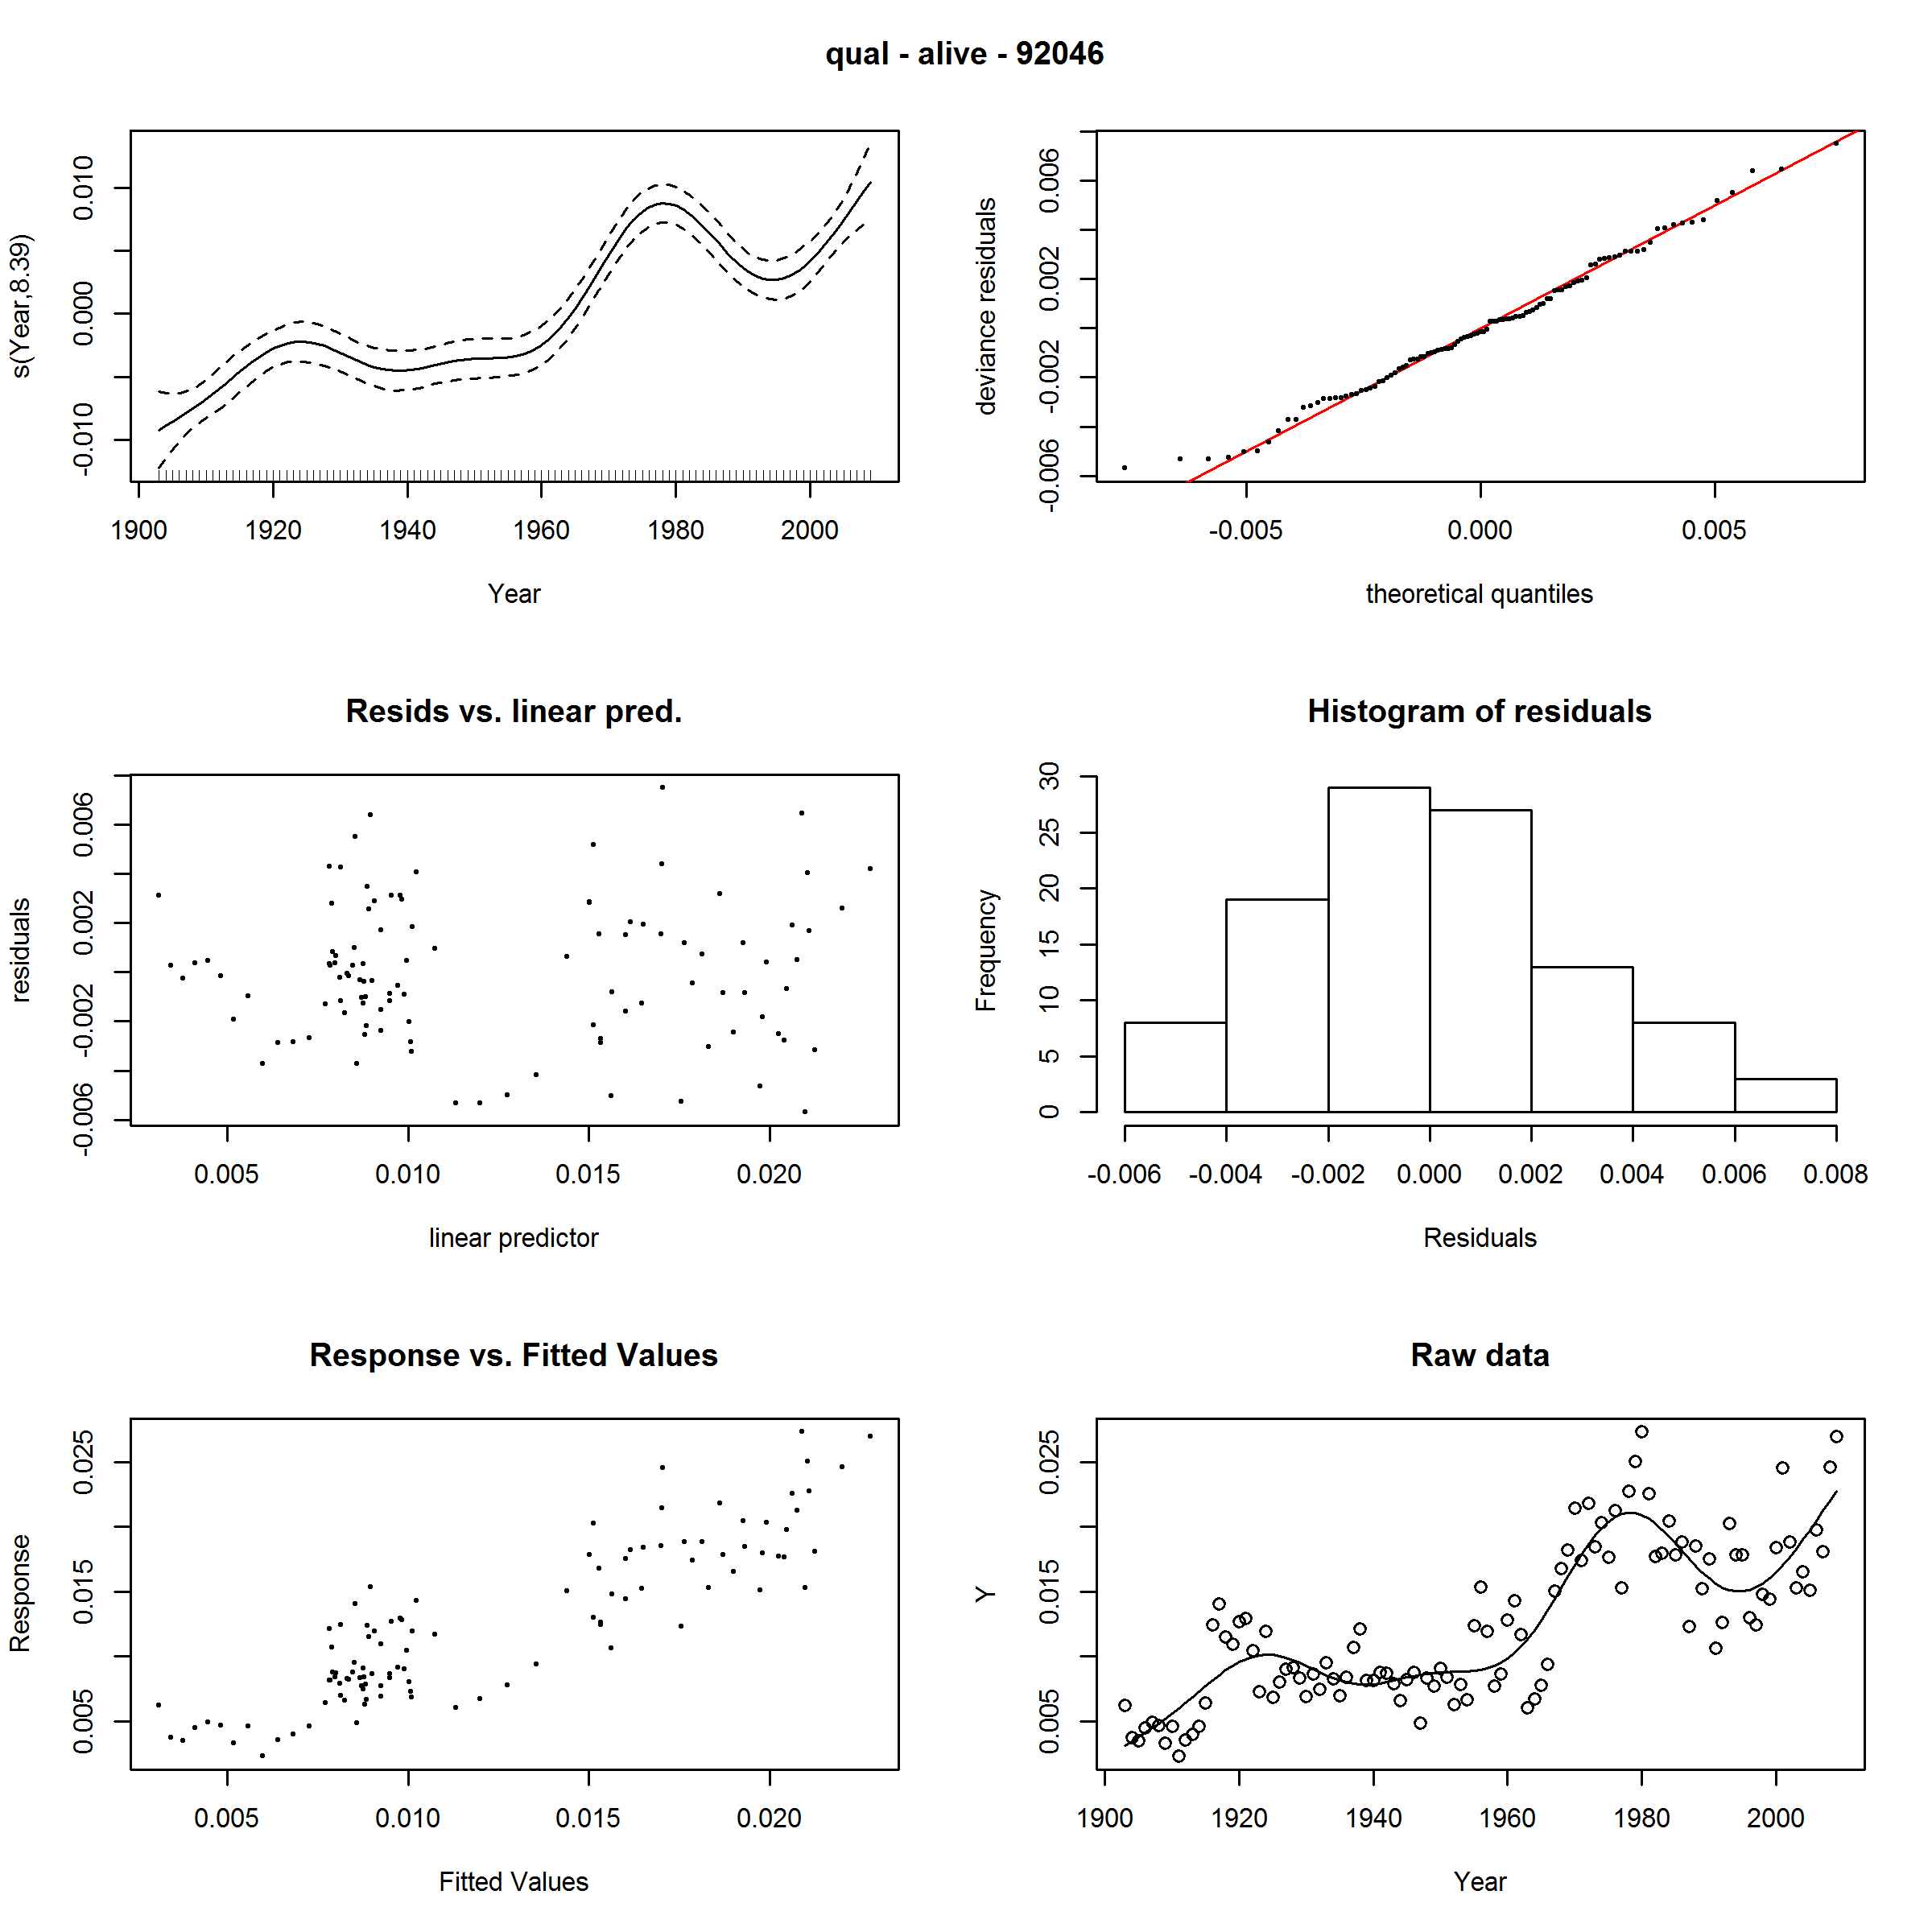 qual - alive - 92046
s(Year,8.39)
-0.010 0.000 0.010
1900 1920 1940 1960 1980 2000
Year
deviance residuals
-0.006 -0.002 0.002 0.006
-0.005 0.000 0.005
theoretical quantiles
Resids vs. linear pred.
residuals
-0.006 -0.002 0.002 0.006
0.005 0.010 0.015 0.020
linear predictor
Histogram of residuals
Frequency
0 5 10 15 20 25 30
-0.006 -0.004 -0.002 0.000 0.002 0.004 0.006 0.008
Residuals
Response vs. Fitted Values
Response
0.005 0.015 0.025
0.005 0.010 0.015 0.020
Fitted Values
Raw data
Y
0.005 0.015 0.025
1900 1920 1940 1960 1980 2000
Year